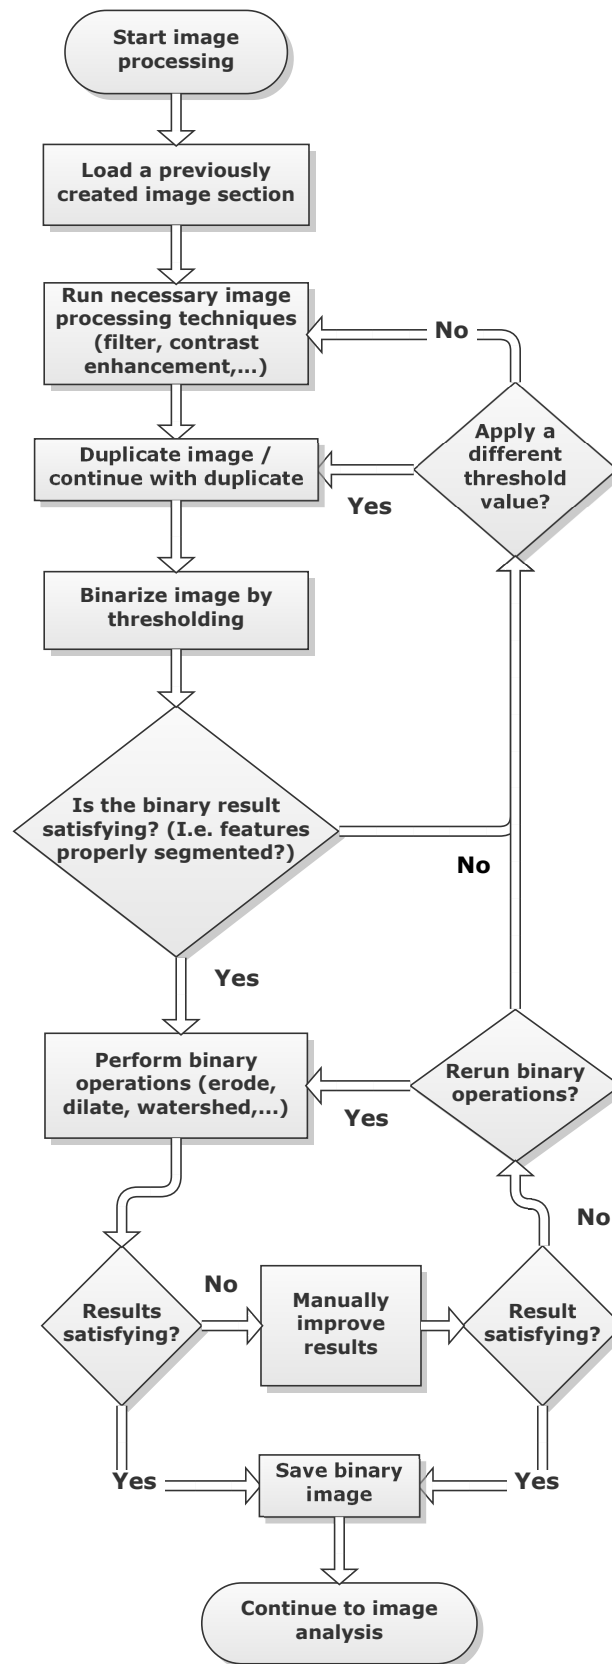 Start image
processing
Load a previously
created image section
Run necessary image
processing techniques
(filter, contrast
enhancement,...)
No
Apply a
different
threshold
value?
Duplicate image /
continue with duplicate
Yes
Binarize image by
thresholding
Is the binary result
satisfying? (I.e. features
properly segmented?)
No
Yes
Perform binary
operations (erode,
dilate, watershed,...)
Rerun binary
operations?
Yes
No
Results
satisfying?
No
Manually
improve
results
Result
satisfying?
Yes
Save binary
image
Yes
Continue to image
analysis